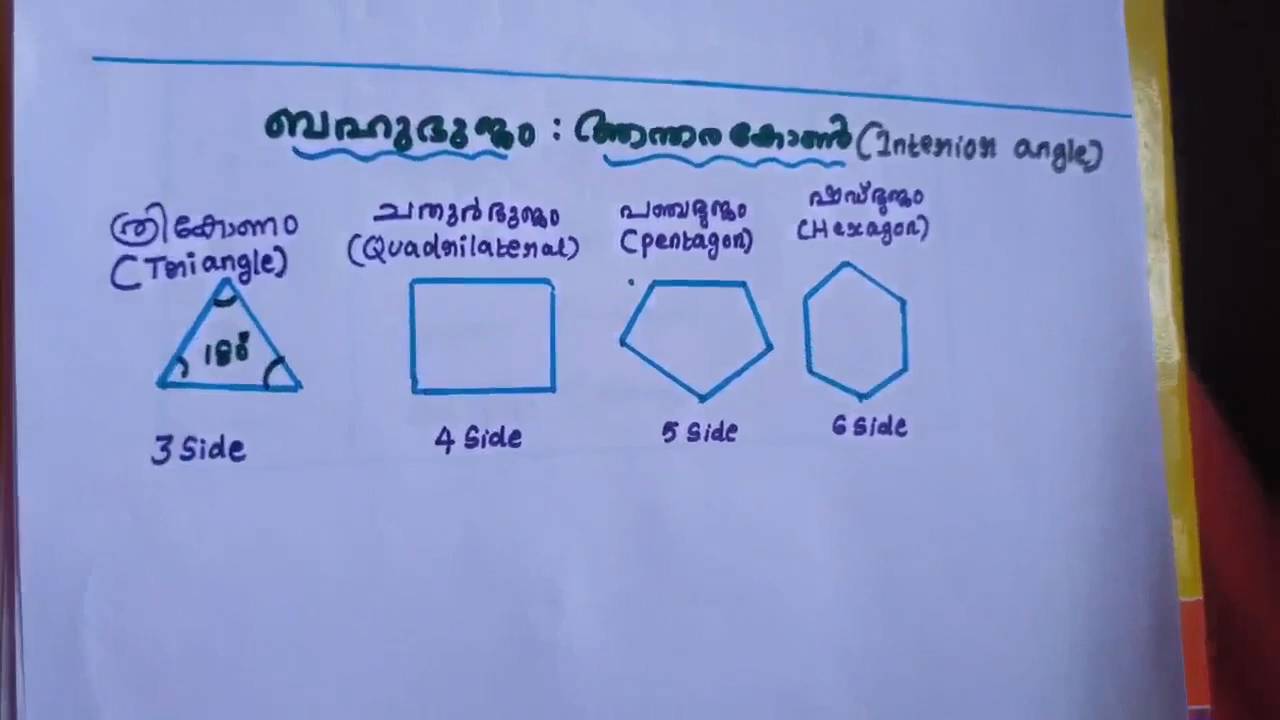 ബഹുഭുജം : ആന്തരകോൺ (Interior angle)
ത്രികോണം
(Triangle)
ചതുർഭുജം
(Quadrilateral)
പഞ്ചഭുജം
(pentagon)
ഷഡ്ഭുജം
(Hexagon)
180°
3 Side
4 Side
5 Side
6 Side